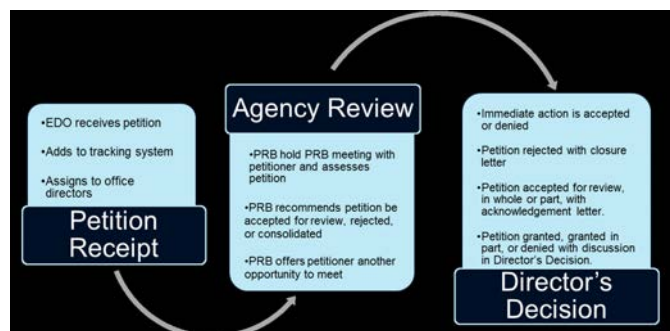 •EDO receives petition
•Adds to tracking system
•Assigns to office
directors
Petition
Receipt
Agency Review
•PRB hold PRB meeting with
petitioner and assesses
petition
•PRB recommends petition be
accepted for review, rejected,
or consolidated
•PRB offers petitioner another
opportunity to meet
•Immediate action is accepted
or denied
•Petition rejected with closure
letter
•Petition accepted for review,
in whole or part, with
acknowledgement letter.
•Petition granted, granted in
part, or denied with discussion
in Director's Decision.
Director's
Decision